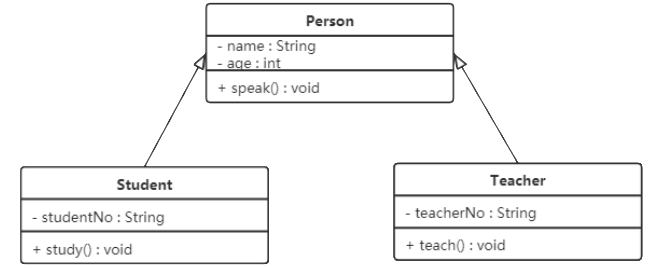 Person
- name : String
- age : int
+ speak() : void
Student
- studentNo : String
+ study() : void
Teacher
- teacherNo : String
+ teach() : void